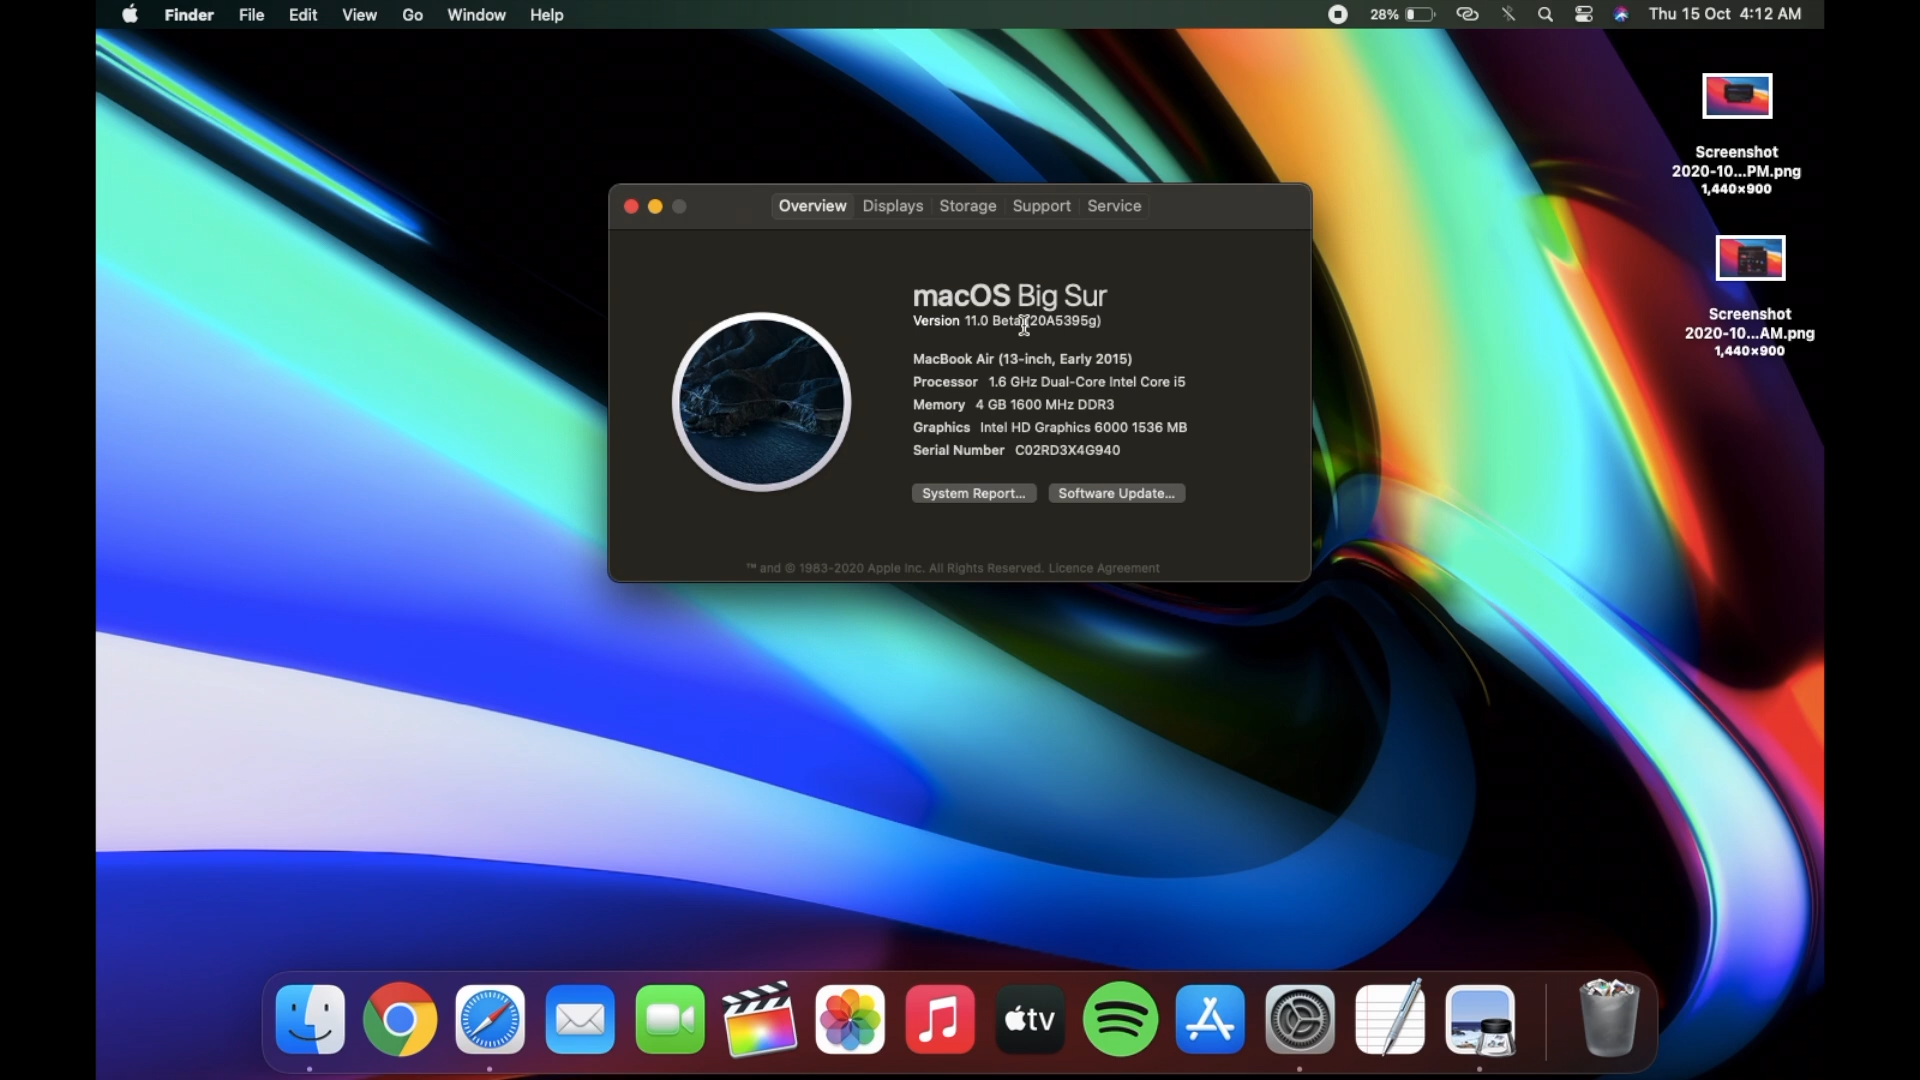 Finder File Edit View Go Window Help
28% Thu 15 Oct 4:12 AM
Screenshot
2020-10...PM.png
1,440×900
Screenshot
2020-10...AM.png
1,440×900
Overview Displays Storage Support Service
macOS Big Sur
Version 11.0 Beta (20A5395g)
MacBook Air (13-inch, Early 2015)
Processor 1.6 GHz Dual-Core Intel Core i5
Memory 4 GB 1600 MHz DDR3
Graphics Intel HD Graphics 6000 1536 MB
Serial Number C02RD3X4G940
System Report... Software Update...
™ and © 1983-2020 Apple Inc. All Rights Reserved. Licence Agreement
tv